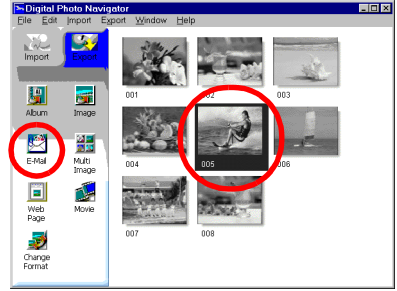 Digital Photo Navigator
File Edit Import Export Window Help
Import
Album Image
E-Mail Multi Image
Web Page Movie
Change Format
001 002 003
004 005 006
007 008